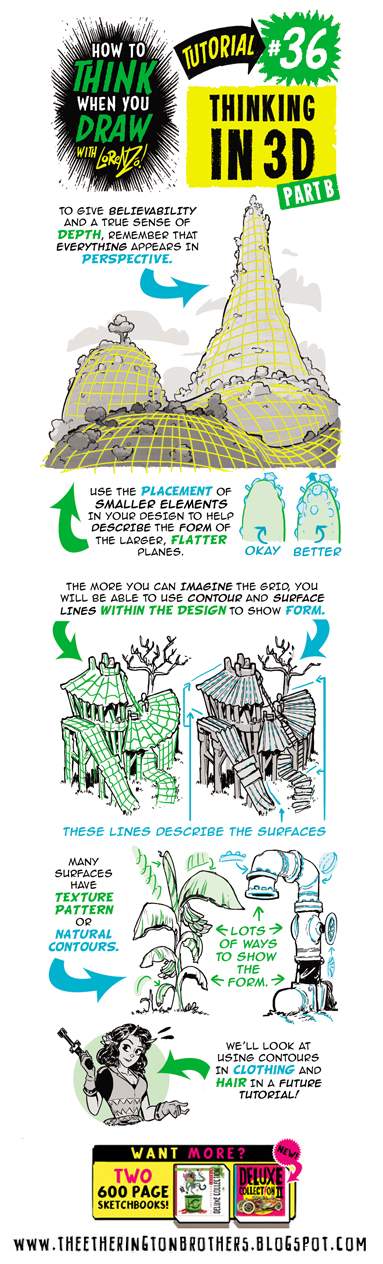 HOW TO
THINK
WHEN YOU
DRAW
WITH LORENZO!
TUTORIAL
#36
THINKING
IN 3D
PART B
TO GIVE BELIEVABILITY
AND A TRUE SENSE OF
DEPTH, REMEMBER THAT
EVERYTHING APPEARS IN
PERSPECTIVE.
USE THE PLACEMENT OF
SMALLER ELEMENTS
IN YOUR DESIGN TO HELP
DESCRIBE THE FORM OF
THE LARGER, FLATTER
PLANES.
OKAY
BETTER
THE MORE YOU CAN IMAGINE THE GRID, YOU
WILL BE ABLE TO USE CONTOUR AND SURFACE
LINES WITHIN THE DESIGN TO SHOW FORM.
THESE LINES DESCRIBE THE SURFACES
MANY
SURFACES
HAVE
TEXTURE
PATTERN
OR
NATURAL
CONTOURS.
LOTS
OF WAYS
TO SHOW
THE
FORM.
WE'LL LOOK AT
USING CONTOURS
IN CLOTHING AND
HAIR IN A FUTURE
TUTORIAL!
WANT MORE?
NEW!
TWO
600 PAGE
SKETCHBOOKS!
DELUXE COLLECTION
DELUXE
COLLECTION II
WWW.THEETHERINGTONBROTHERS.BLOGSPOT.COM